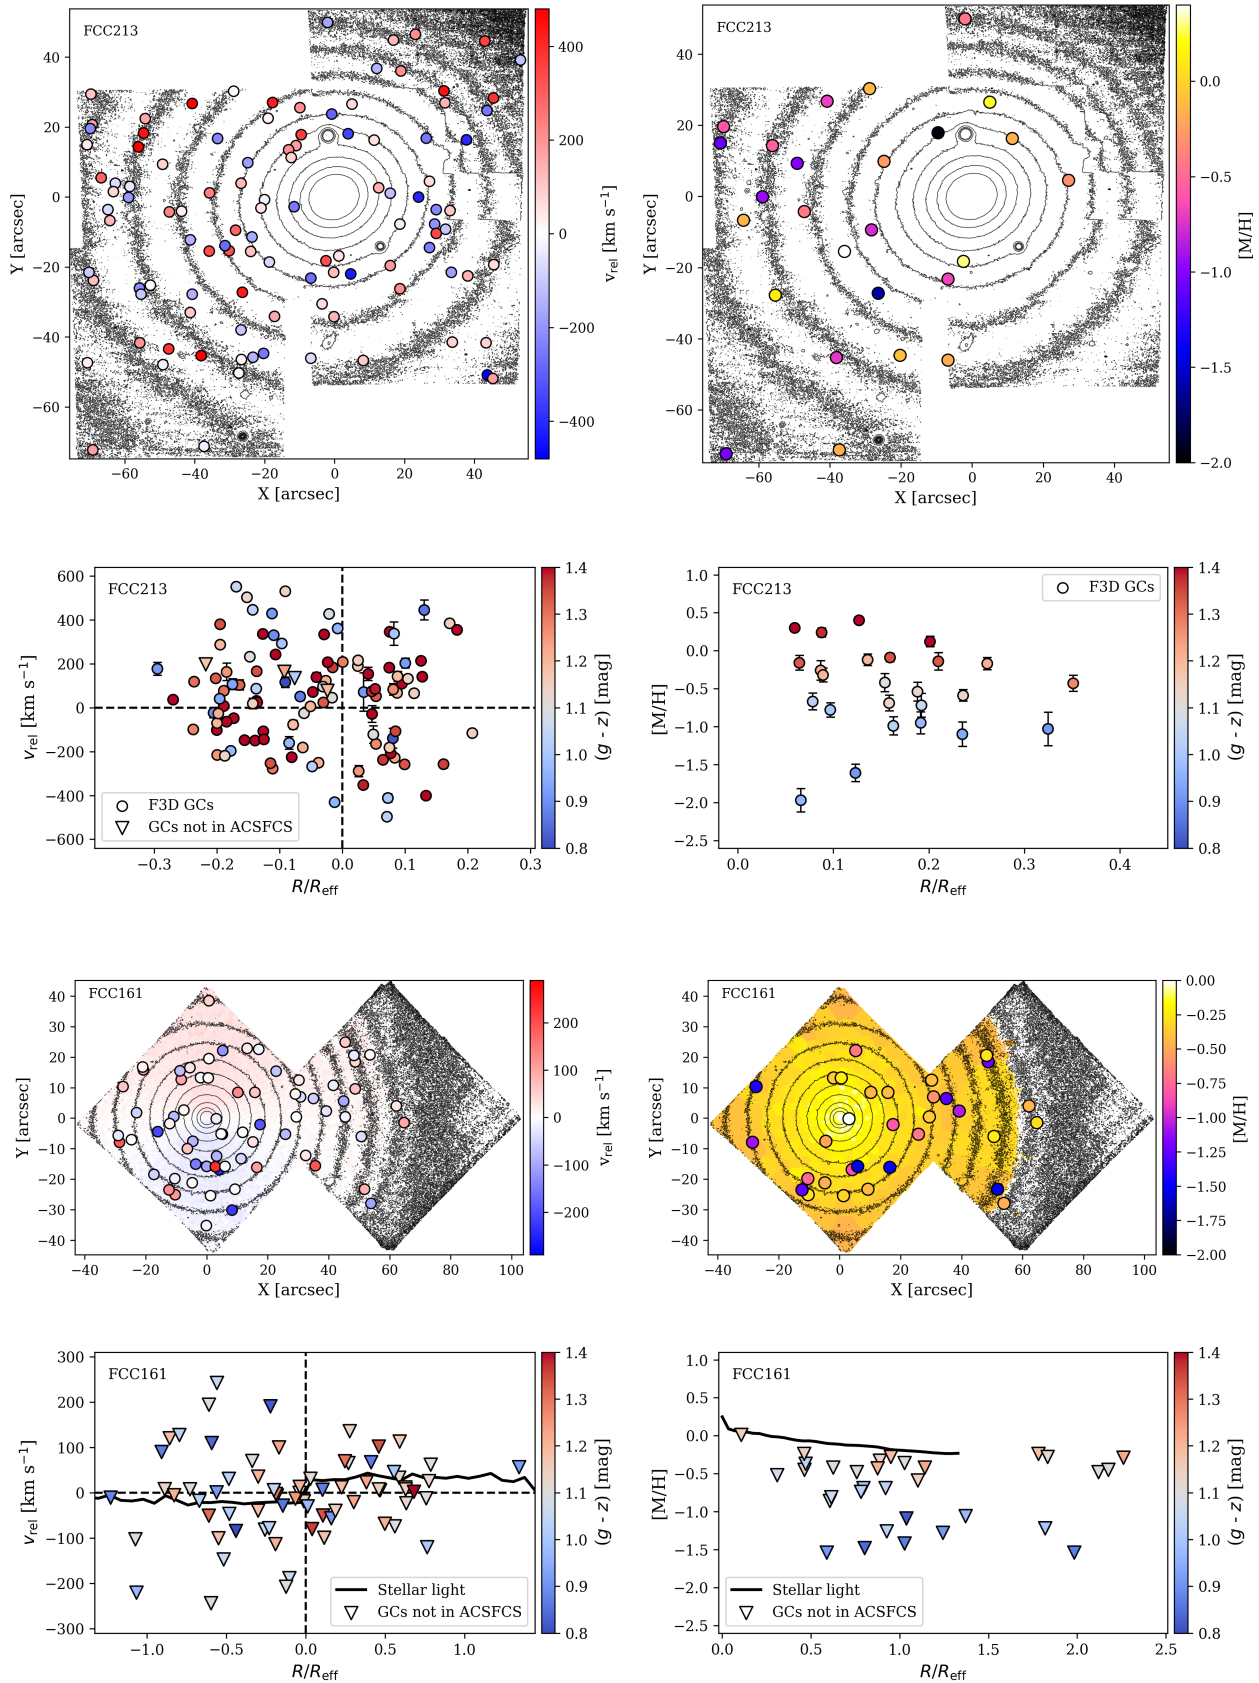 FCC213
40
20
0
−20
−40
−60
Y [arcsec]
−60 −40 −20 0 20 40
X [arcsec]
400
200
0
−200
−400
v_rel [km s⁻¹]
FCC213
40
20
0
−20
−40
−60
Y [arcsec]
−60 −40 −20 0 20 40
X [arcsec]
0.0
−0.5
−1.0
−1.5
−2.0
[M/H]
FCC213
600
400
200
0
−200
−400
−600
v_rel [km s⁻¹]
F3D GCs
GCs not in ACSFCS
−0.3 −0.2 −0.1 0.0 0.1 0.2 0.3
R/R_eff
1.4
1.3
1.2
1.1
1.0
0.9
0.8
(g - z) [mag]
FCC213
F3D GCs
1.0
0.5
0.0
−0.5
−1.0
−1.5
−2.0
−2.5
[M/H]
0.0 0.1 0.2 0.3 0.4
R/R_eff
1.4
1.3
1.2
1.1
1.0
0.9
0.8
(g - z) [mag]
FCC161
40
30
20
10
0
−10
−20
−30
−40
Y [arcsec]
−40 −20 0 20 40 60 80 100
X [arcsec]
200
100
0
−100
−200
v_rel [km s⁻¹]
FCC161
40
30
20
10
0
−10
−20
−30
−40
Y [arcsec]
−40 −20 0 20 40 60 80 100
X [arcsec]
0.00
−0.25
−0.50
−0.75
−1.00
−1.25
−1.50
−1.75
−2.00
[M/H]
FCC161
300
200
100
0
−100
−200
−300
v_rel [km s⁻¹]
Stellar light
GCs not in ACSFCS
−1.0 −0.5 0.0 0.5 1.0
R/R_eff
1.4
1.3
1.2
1.1
1.0
0.9
0.8
(g - z) [mag]
FCC161
1.0
0.5
0.0
−0.5
−1.0
−1.5
−2.0
−2.5
[M/H]
Stellar light
GCs not in ACSFCS
0.0 0.5 1.0 1.5 2.0 2.5
R/R_eff
1.4
1.3
1.2
1.1
1.0
0.9
0.8
(g - z) [mag]